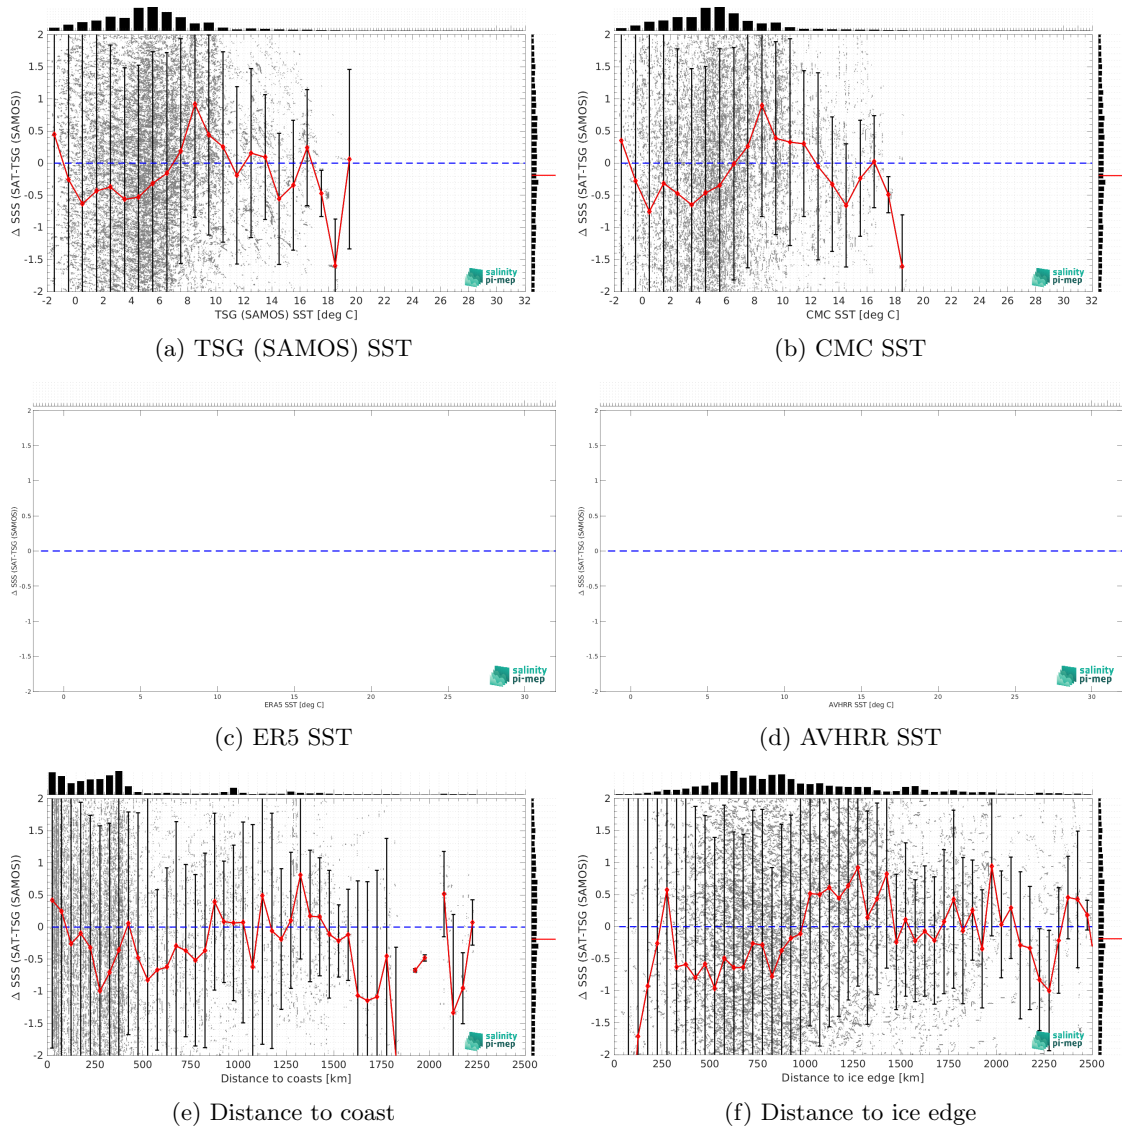 2
1.5
1
0.5
0
-0.5
-1
-1.5
-2
Δ SSS (SAT-TSG (SAMOS))
-2 0 2 4 6 8 10 12 14 16 18 20 22 24 26 28 30 32
TSG (SAMOS) SST [deg C]
salinity
pi-mep
(a) TSG (SAMOS) SST
2
1.5
1
0.5
0
-0.5
-1
-1.5
-2
Δ SSS (SAT-TSG (SAMOS))
-2 0 2 4 6 8 10 12 14 16 18 20 22 24 26 28 30 32
CMC SST [deg C]
salinity
pi-mep
(b) CMC SST
2
1.5
1
0.5
0
-0.5
-1
-1.5
-2
Δ SSS (SAT-TSG (SAMOS))
0 5 10 15 20 25 30
ERA5 SST [deg C]
salinity
pi-mep
(c) ER5 SST
2
1.5
1
0.5
0
-0.5
-1
-1.5
-2
Δ SSS (SAT-TSG (SAMOS))
0 5 10 15 20 25 30
AVHRR SST [deg C]
salinity
pi-mep
(d) AVHRR SST
2
1.5
1
0.5
0
-0.5
-1
-1.5
-2
Δ SSS (SAT-TSG (SAMOS))
0 250 500 750 1000 1250 1500 1750 2000 2250 2500
Distance to coasts [km]
salinity
pi-mep
(e) Distance to coast
2
1.5
1
0.5
0
-0.5
-1
-1.5
-2
Δ SSS (SAT-TSG (SAMOS))
0 250 500 750 1000 1250 1500 1750 2000 2250 2500
Distance to ice edge [km]
salinity
pi-mep
(f) Distance to ice edge